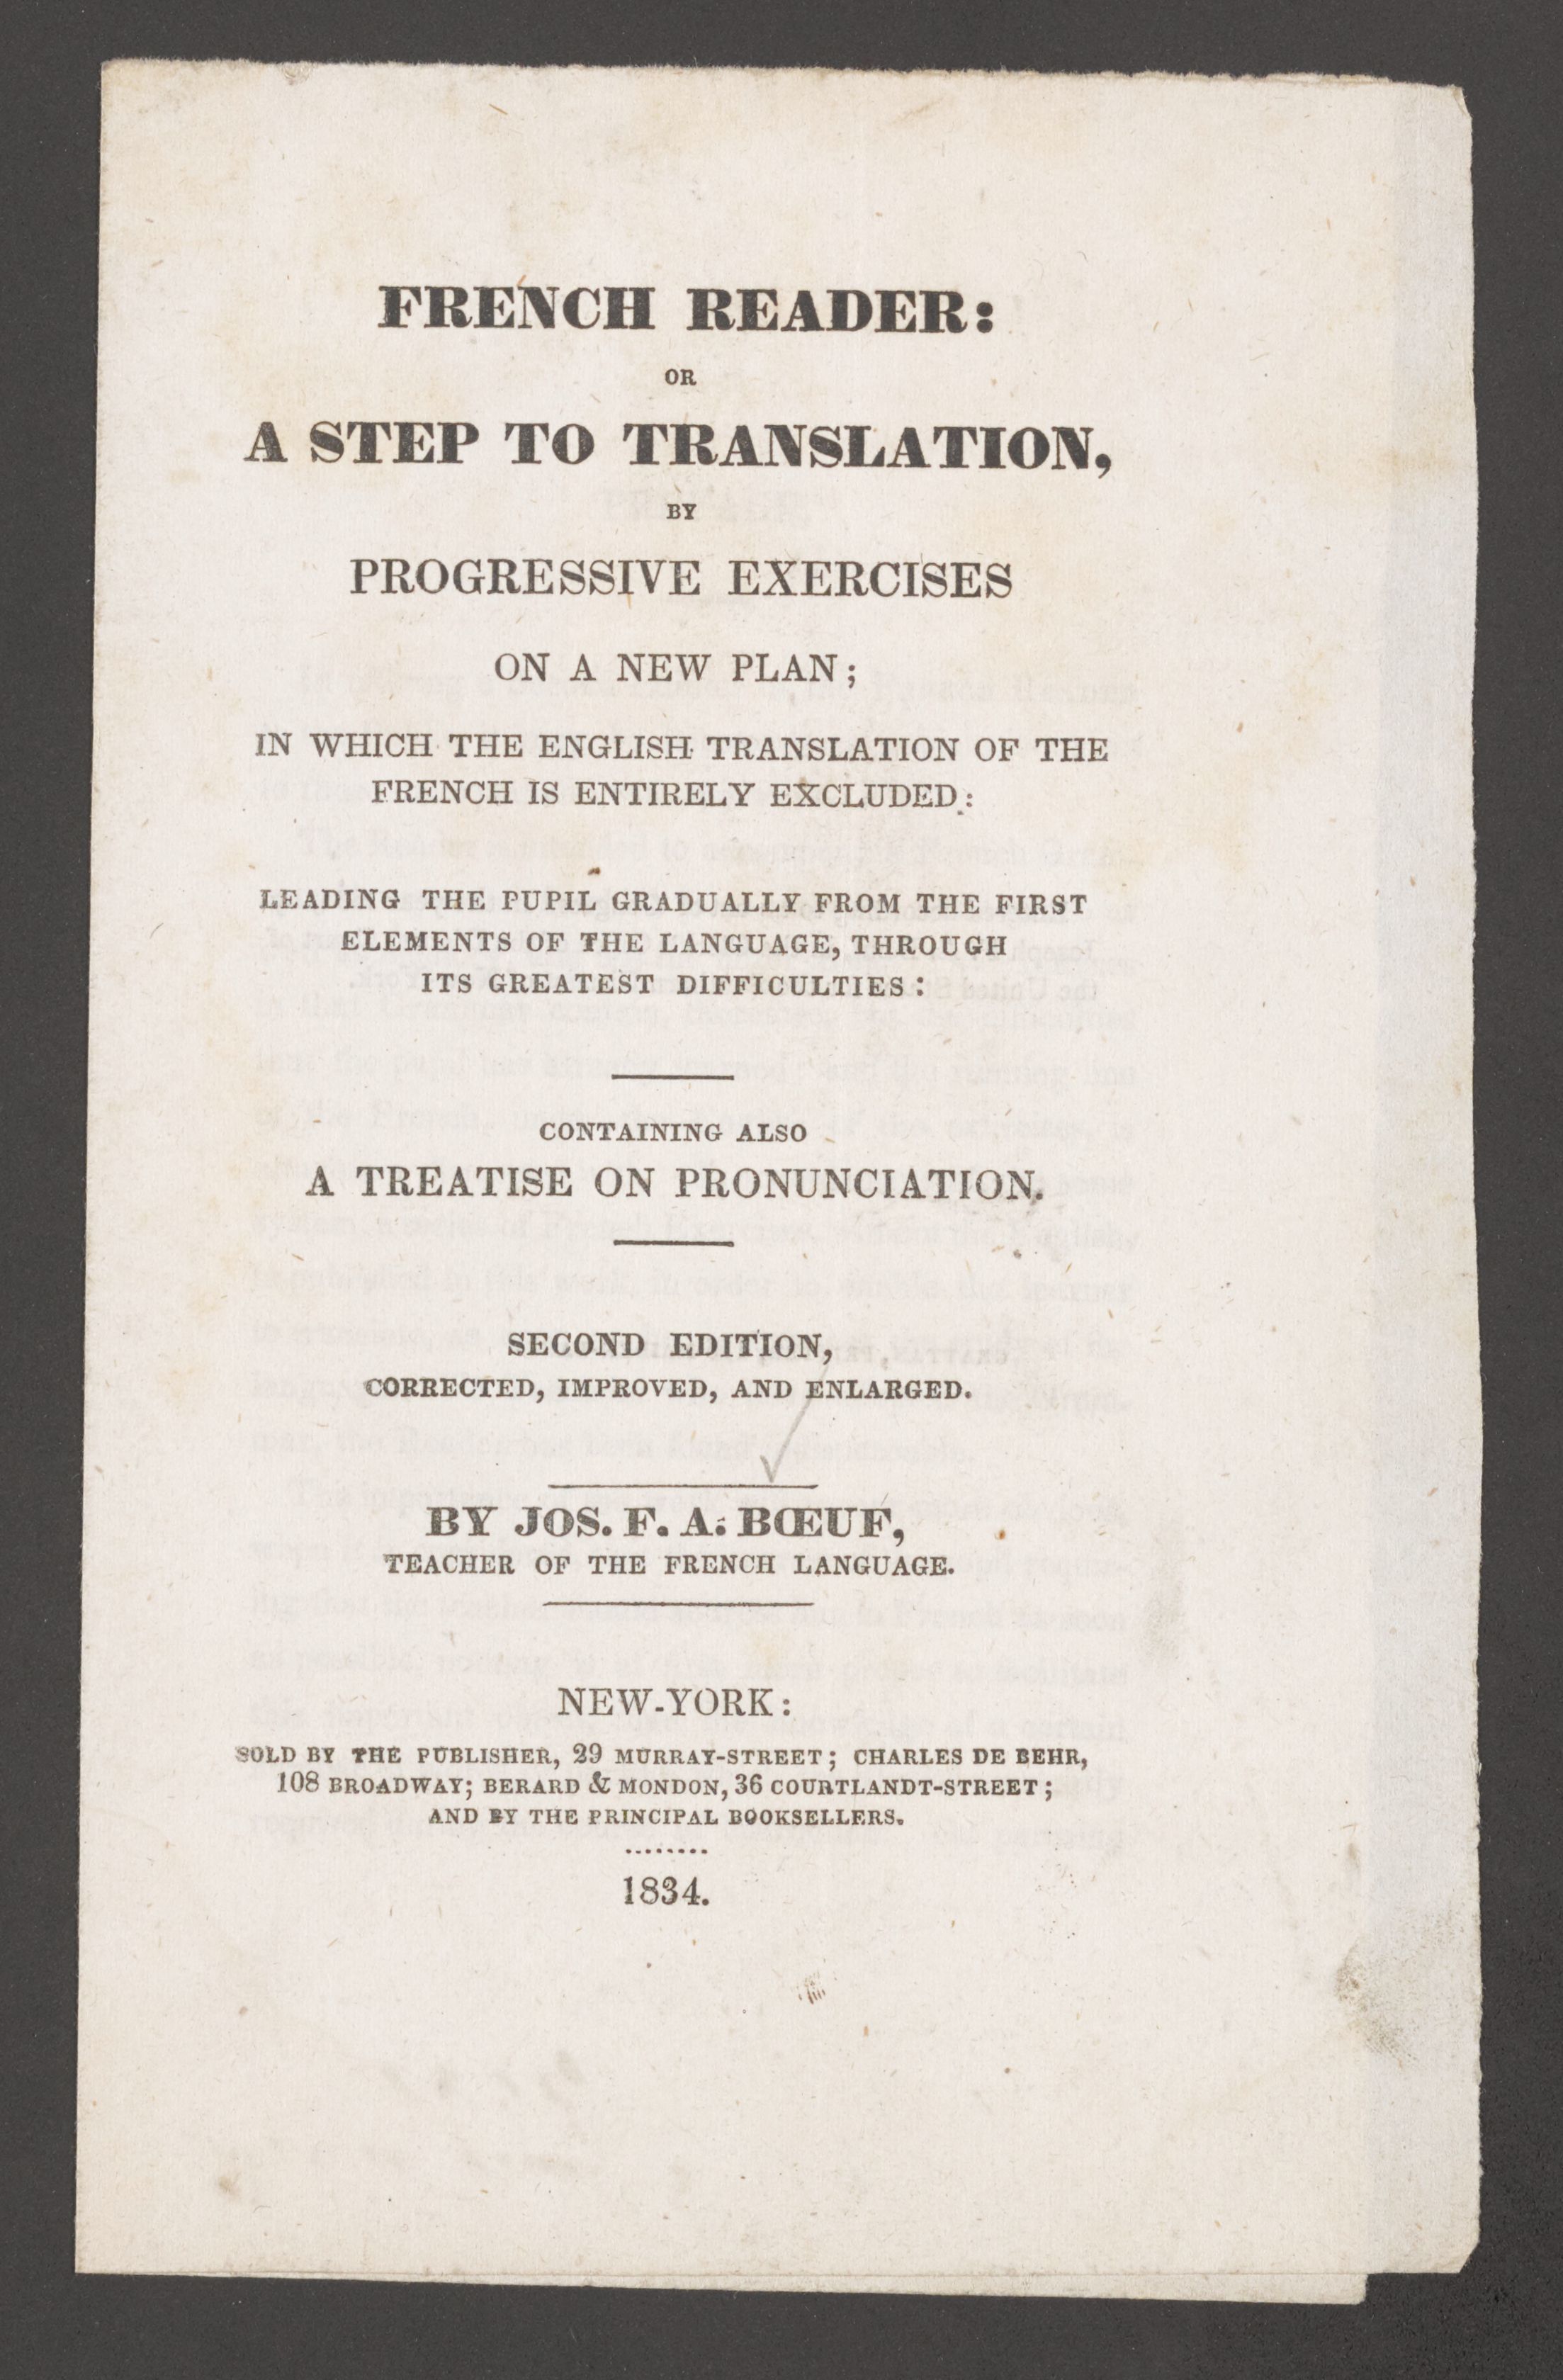 FRENCH READER:
OR
A STEP TO TRANSLATION,
BY
PROGRESSIVE EXERCISES
ON A NEW PLAN;
IN WHICH THE ENGLISH TRANSLATION OF THE
FRENCH IS ENTIRELY EXCLUDED:
LEADING THE PUPIL GRADUALLY FROM THE FIRST
ELEMENTS OF THE LANGUAGE, THROUGH
ITS GREATEST DIFFICULTIES:
CONTAINING ALSO
A TREATISE ON PRONUNCIATION.
SECOND EDITION,
CORRECTED, IMPROVED, AND ENLARGED.
BY JOS. F. A. BŒUF,
TEACHER OF THE FRENCH LANGUAGE.
NEW-YORK:
SOLD BY THE PUBLISHER, 29 MURRAY-STREET; CHARLES DE BEHR,
108 BROADWAY; BERARD & MONDON, 36 COURTLANDT-STREET;
AND BY THE PRINCIPAL BOOKSELLERS.
........
1834.